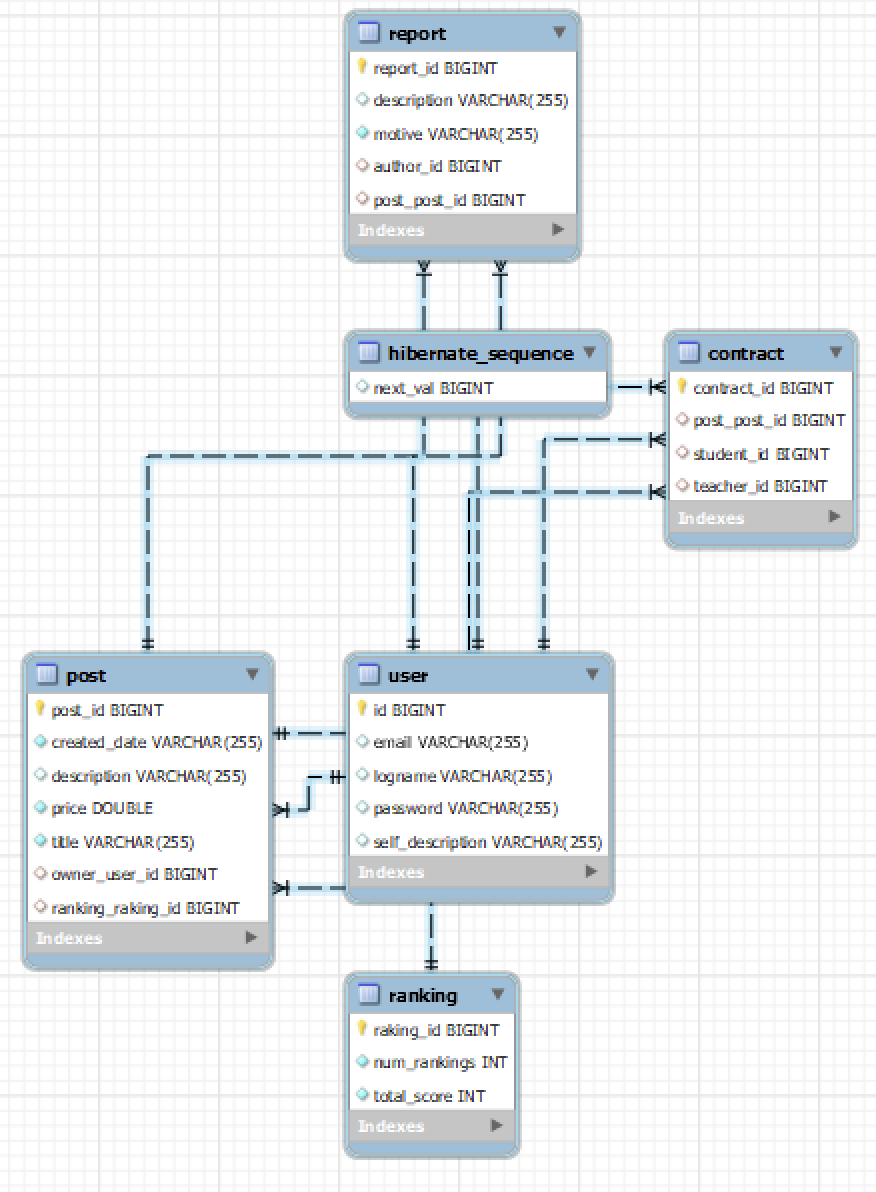 report
report_id BIGINT
description VARCHAR(255)
motive VARCHAR(255)
author_id BIGINT
post_post_id BIGINT
Indexes
hibernate_sequence
next_val BIGINT
contract
contract_id BIGINT
post_post_id BIGINT
student_id BIGINT
teacher_id BIGINT
Indexes
post
post_id BIGINT
created_date VARCHAR(255)
description VARCHAR(255)
price DOUBLE
title VARCHAR(255)
owner_user_id BIGINT
ranking_raking_id BIGINT
Indexes
user
id BIGINT
email VARCHAR(255)
logname VARCHAR(255)
password VARCHAR(255)
self_description VARCHAR(255)
Indexes
ranking
raking_id BIGINT
num_rankings INT
total_score INT
Indexes